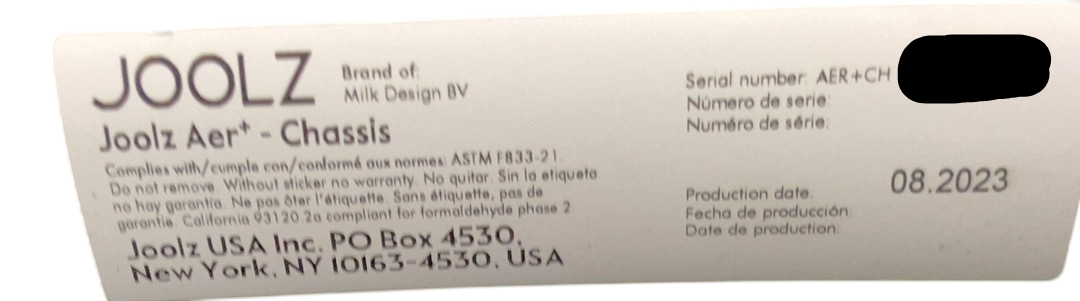 JOOLZ
Brand of:
Milk Design BV
Joolz Aer+ - Chassis
Complies with/cumple con/conformé aux normes: ASTM F833-21.
Do not remove. Without sticker no warranty. No quitar. Sin la etiqueta
no hay garantía. Ne pas ôter l'étiquette. Sans étiquette, pas de
garantie. California 93120.2a compliant for formaldehyde phase 2
Joolz USA Inc. PO Box 4530,
New York, NY 10163-4530, USA
Serial number: AER+CH
Número de serie:
Numéro de série:
Production date. 08.2023
Fecha de producción:
Date de production: